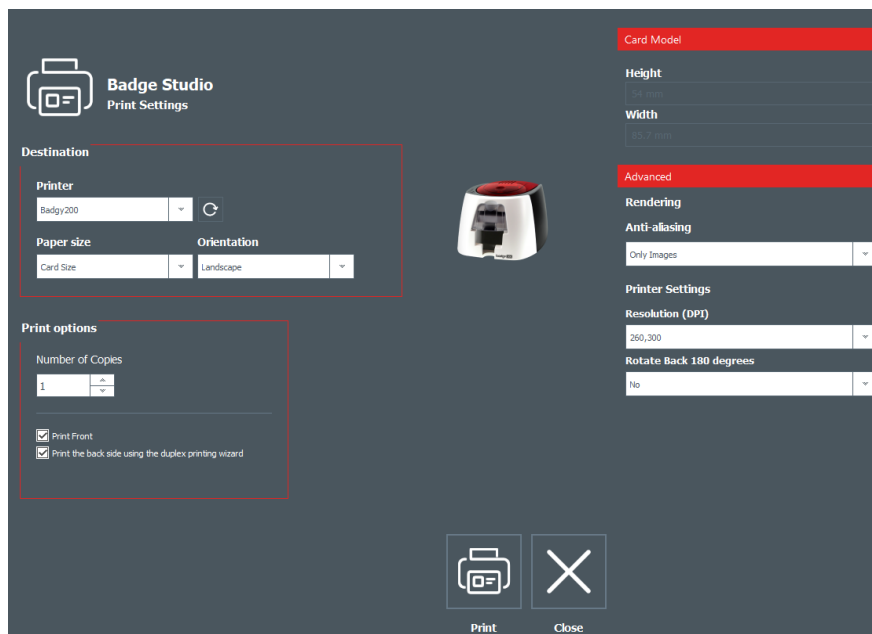 Badge Studio
Print Settings
Destination
Printer
Badgy200
Paper size
Orientation
Card Size
Landscape
Print options
Number of Copies
1
Print Front
Print the back side using the duplex printing wizard
Card Model
Height
54 mm
Width
85.7 mm
Advanced
Rendering
Anti-aliasing
Only Images
Printer Settings
Resolution (DPI)
260,300
Rotate Back 180 degrees
No
Print
Close